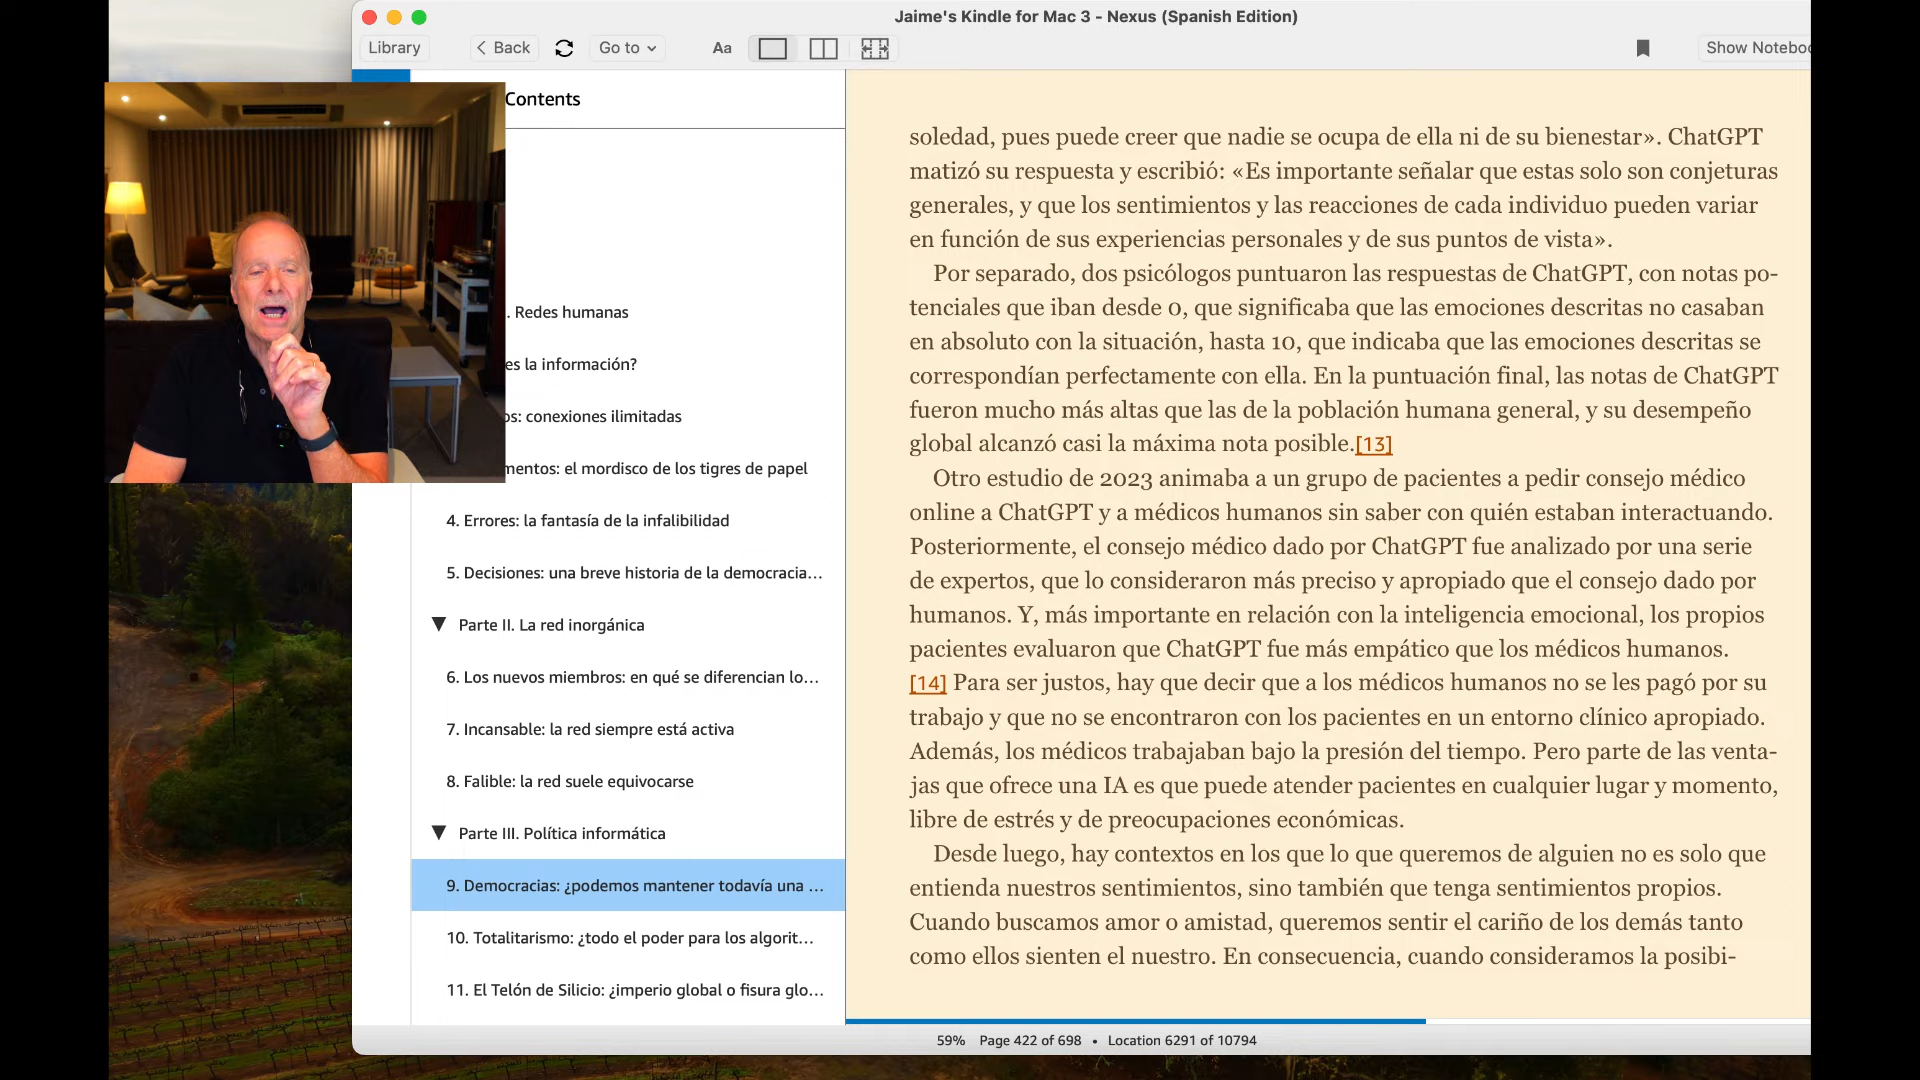 Jaime's Kindle for Mac 3 - Nexus (Spanish Edition)
Library
Back
Go to
Aa
Show
Contents
. Redes humanas
es la información?
os: conexiones ilimitadas
mentos: el mordisco de los tigres de papel
4. Errores: la fantasía de la infalibilidad
5. Decisiones: una breve historia de la democracia...
Parte II. La red inorgánica
6. Los nuevos miembros: en qué se diferencian lo...
7. Incansable: la red siempre está activa
8. Falible: la red suele equivocarse
Parte III. Política informática
9. Democracias: ¿podemos mantener todavía una ...
10. Totalitarismo: ¿todo el poder para los algorit...
11. El Telón de Silicio: ¿imperio global o fisura glo...
soledad, pues puede creer que nadie se ocupa de ella ni de su bienestar». ChatGPT
matizó su respuesta y escribió: «Es importante señalar que estas solo son conjeturas
generales, y que los sentimientos y las reacciones de cada individuo pueden variar
en función de sus experiencias personales y de sus puntos de vista».
Por separado, dos psicólogos puntuaron las respuestas de ChatGPT, con notas po-
tenciales que iban desde 0, que significaba que las emociones descritas no casaban
en absoluto con la situación, hasta 10, que indicaba que las emociones descritas se
correspondían perfectamente con ella. En la puntuación final, las notas de ChatGPT
fueron mucho más altas que las de la población humana general, y su desempeño
global alcanzó casi la máxima nota posible.[13]
Otro estudio de 2023 animaba a un grupo de pacientes a pedir consejo médico
online a ChatGPT y a médicos humanos sin saber con quién estaban interactuando.
Posteriormente, el consejo médico dado por ChatGPT fue analizado por una serie
de expertos, que lo consideraron más preciso y apropiado que el consejo dado por
humanos. Y, más importante en relación con la inteligencia emocional, los propios
pacientes evaluaron que ChatGPT fue más empático que los médicos humanos.
[14] Para ser justos, hay que decir que a los médicos humanos no se les pagó por su
trabajo y que no se encontraron con los pacientes en un entorno clínico apropiado.
Además, los médicos trabajaban bajo la presión del tiempo. Pero parte de las venta-
jas que ofrece una IA es que puede atender pacientes en cualquier lugar y momento,
libre de estrés y de preocupaciones económicas.
Desde luego, hay contextos en los que lo que queremos de alguien no es solo que
entienda nuestros sentimientos, sino también que tenga sentimientos propios.
Cuando buscamos amor o amistad, queremos sentir el cariño de los demás tanto
como ellos sienten el nuestro. En consecuencia, cuando consideramos la posibi-
59% Page 422 of 698 • Location 6291 of 10794